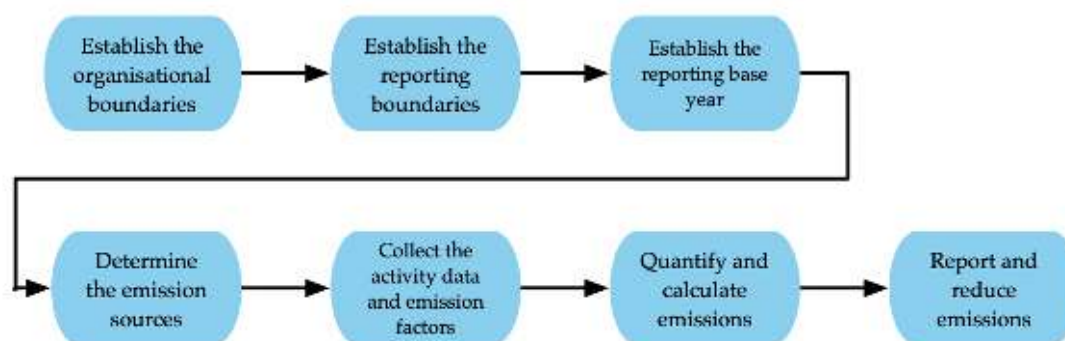 Establish the
organisational
boundaries
Establish the
reporting
boundaries
Establish the
reporting base
year
Determine
the emission
sources
Collect the
activity data
and emission
factors
Quantify and
calculate
emissions
Report and
reduce
emissions